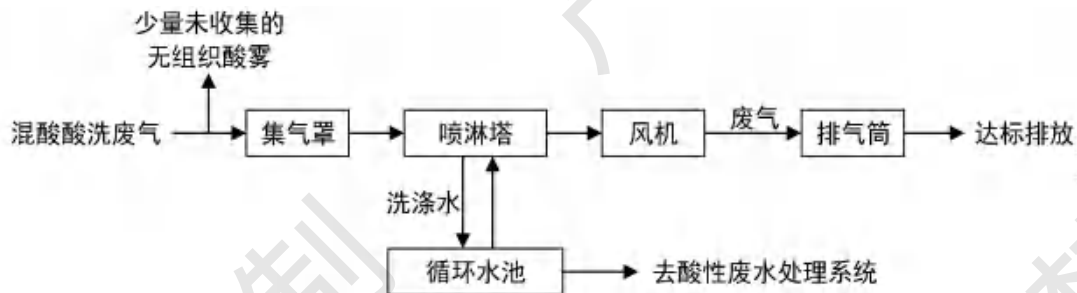 少量未收集的
无组织酸雾
混酸酸洗废气
集气罩
喷淋塔
风机
废气
排气筒
达标排放
洗涤水
循环水池
去酸性废水处理系统
制